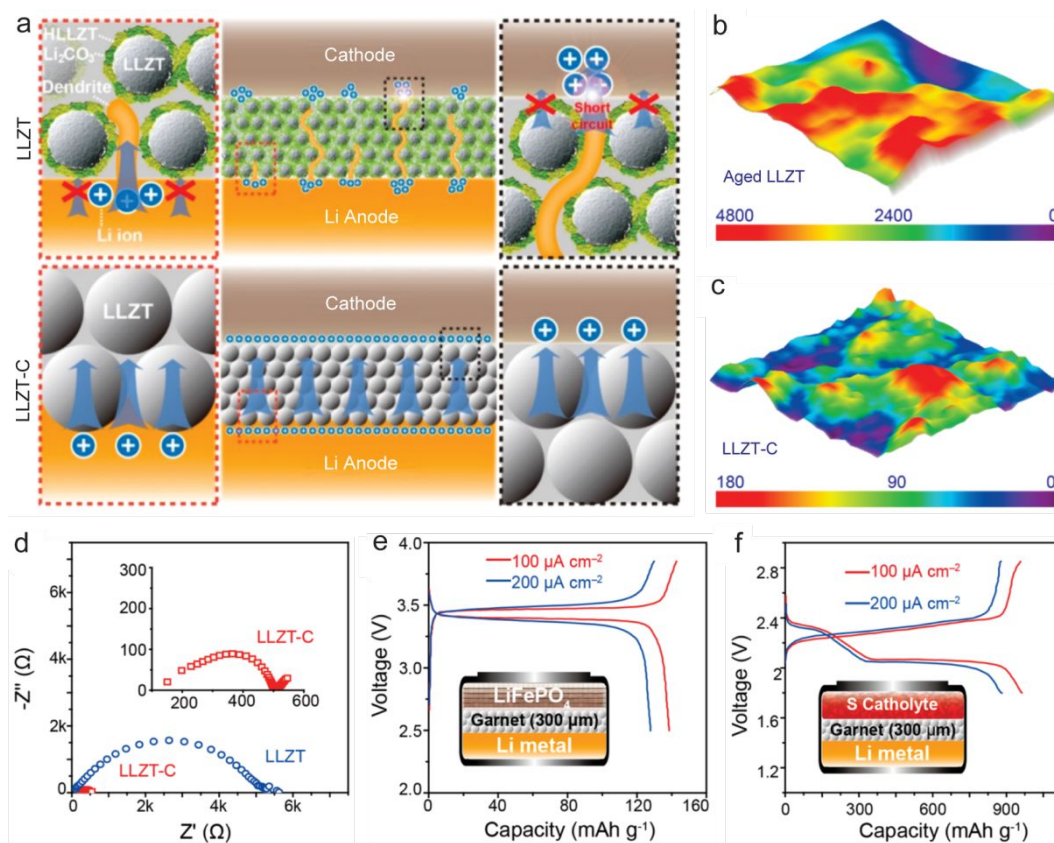 a
LLZT
HLLZT
Li₂CO₃
LLZT
Dendrite
Li ion
Cathode
Li Anode
Short
circuit
LLZT-C
LLZT
Cathode
Li Anode
b
Aged LLZT
4800 2400 0
c
LLZT-C
180 90 0
d
-Z'' (Ω)
6k
4k
2k
0
300
200
100
0
0 200 400 600
LLZT-C
LLZT-C
LLZT
0 2k 4k 6k
Z' (Ω)
e
Voltage (V)
4.0
3.5
3.0
2.5
2.0
100 μA cm⁻²
200 μA cm⁻²
LiFePO₄
Garnet (300 μm)
Li metal
0 40 80 120 160
Capacity (mAh g⁻¹)
f
Voltage (V)
2.8
2.4
2
1.6
1.2
100 μA cm⁻²
200 μA cm⁻²
S Catholyte
Garnet (300 μm)
Li metal
0 300 600 900
Capacity (mAh g⁻¹)